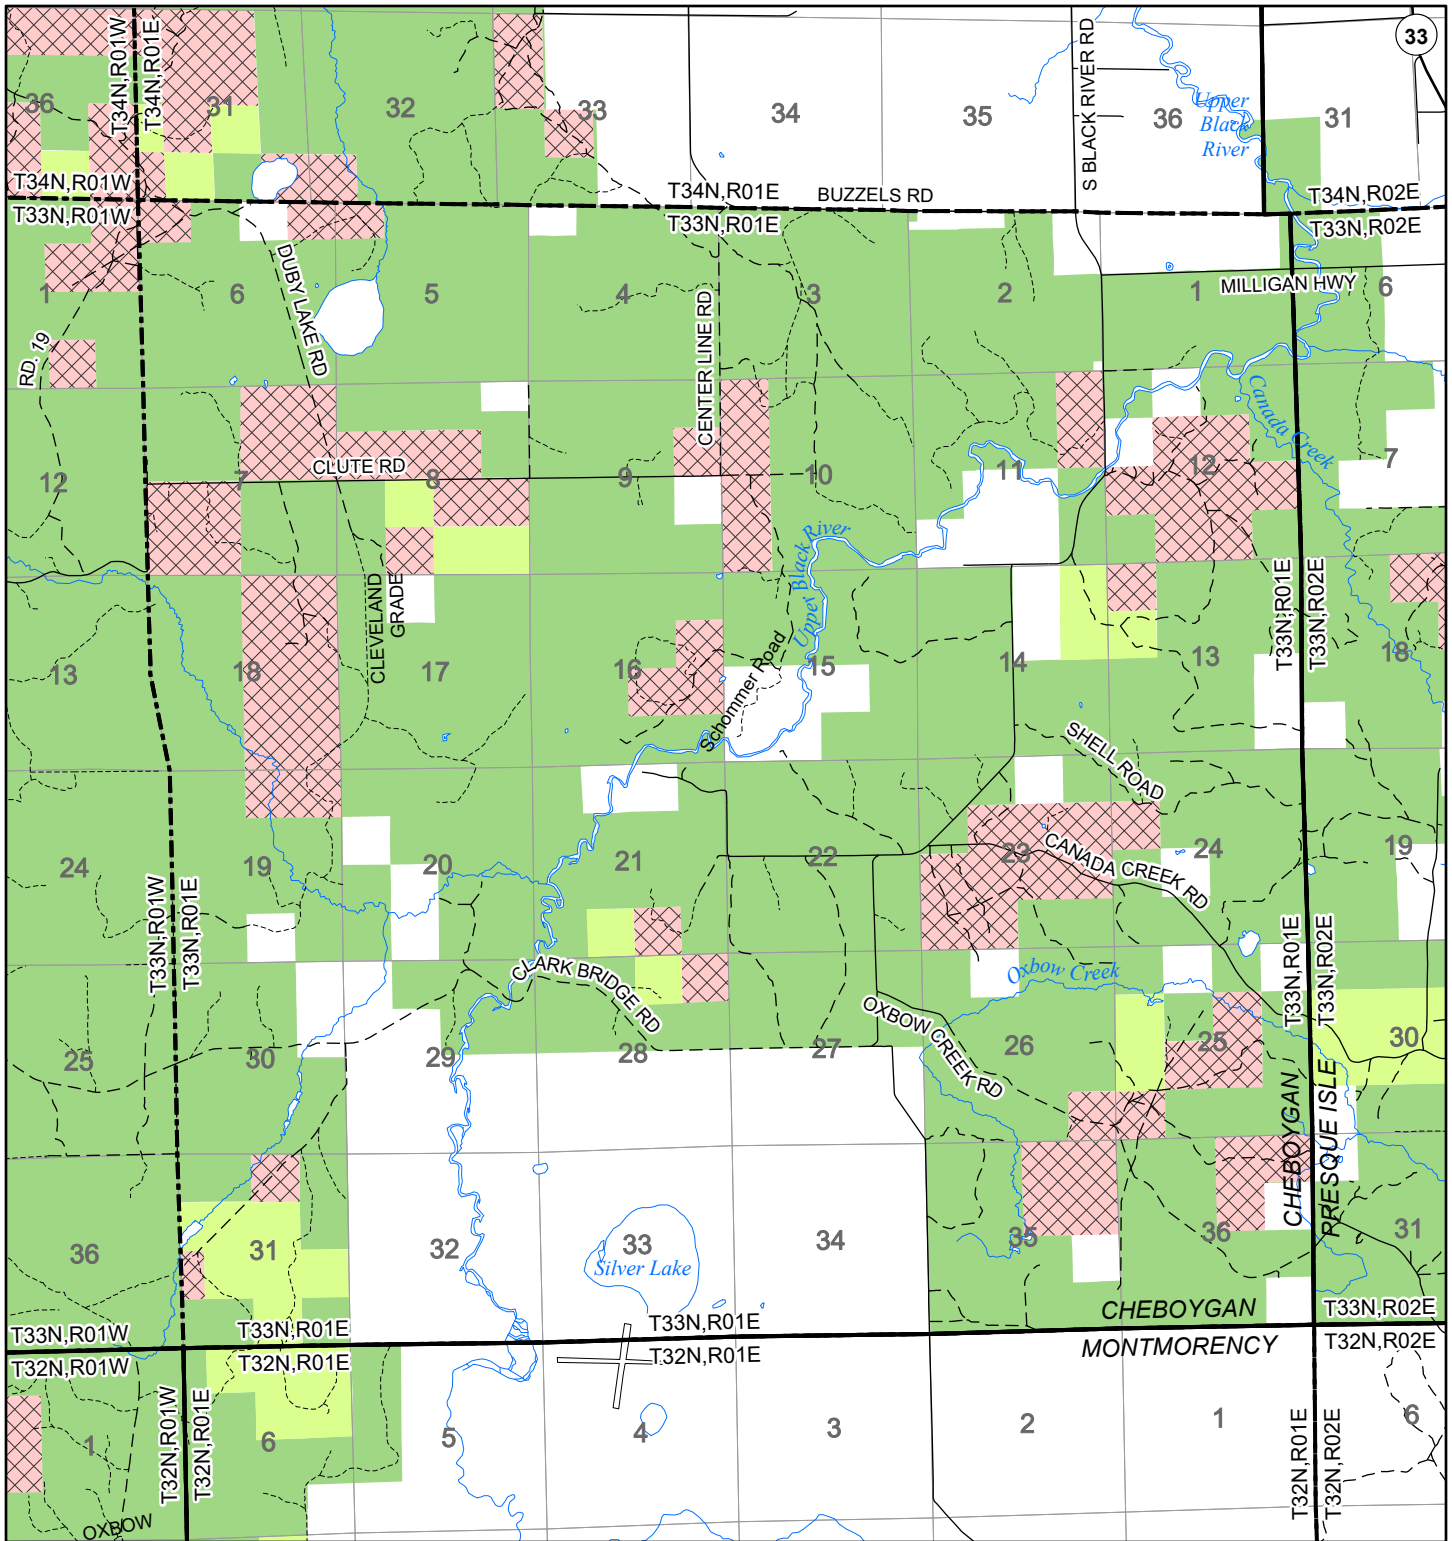 33
T34N,R01W
T34N,R01E
S BLACK RIVER RD
36
31
32
33
34
35
36
31
Upper
Black
River
T34N,R01W
T33N,R01W
T34N,R01E
T33N,R01E
BUZZELS RD
T34N,R02E
T33N,R02E
DUBY LAKE RD
1
6
5
4
CENTER LINE RD
3
2
1
MILLIGAN HWY
6
RD. 19
Canada Creek
12
7
CLUTE RD
8
9
10
11
12
7
Upper Black River
T33N,R01E
T33N,R02E
CLEVELAND
GRADE
13
18
17
16
Schommer Road
15
14
13
18
SHELL ROAD
24
19
20
21
22
23
CANADA CREEK RD
24
19
T33N,R01W
T33N,R01E
CLARK BRIDGE RD
Oxbow Creek
OXBOW CREEK RD
T33N,R01E
T33N,R02E
25
30
29
28
27
26
25
30
CHEBOYGAN
PRESQUE ISLE
36
31
32
33
Silver Lake
34
35
36
31
T33N,R01W
T32N,R01W
T33N,R01E
T32N,R01E
T33N,R01E
T32N,R01E
CHEBOYGAN
MONTMORENCY
T33N,R02E
T32N,R02E
T32N,R01W
T32N,R01E
1
6
5
4
3
2
1
T32N,R01E
T32N,R02E
6
OXBOW